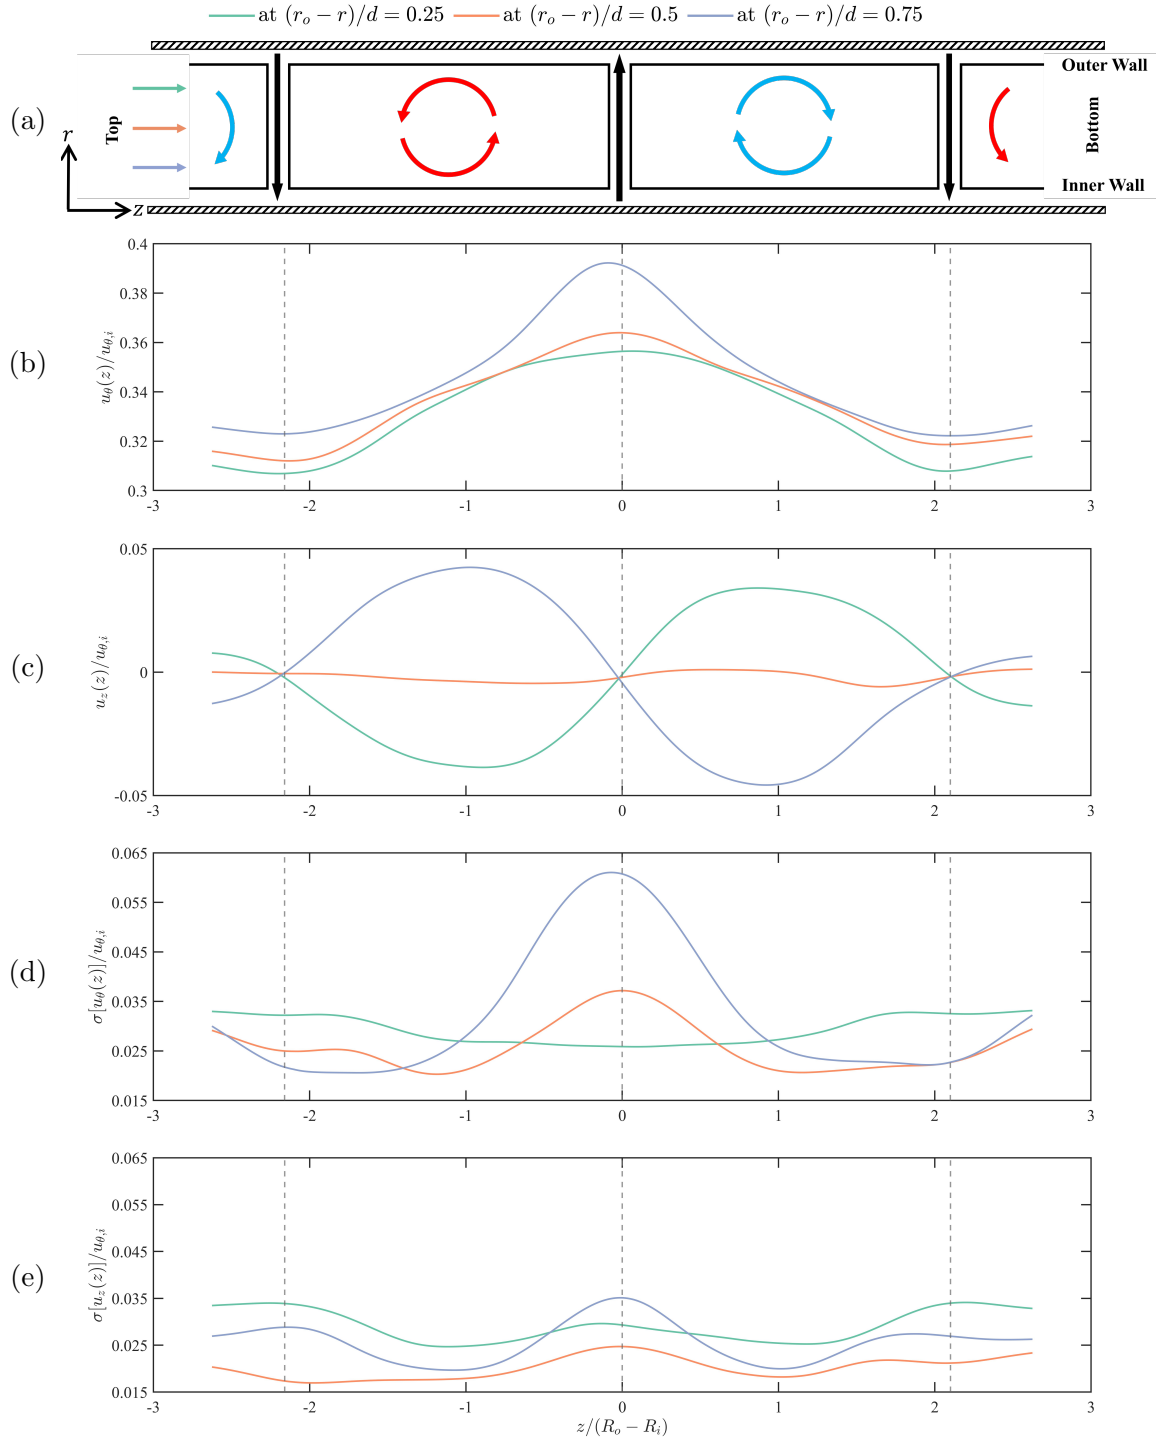 at (r_o − r)/d = 0.25 at (r_o − r)/d = 0.5 at (r_o − r)/d = 0.75
(a)
Top
Outer Wall
Bottom
Inner Wall
r
z
(b)
u_θ(z)/u_{θ,i}
0.4
0.38
0.36
0.34
0.32
0.3
-3 -2 -1 0 1 2 3
(c)
u_z(z)/u_{θ,i}
0.05
0
-0.05
-3 -2 -1 0 1 2 3
(d)
σ[u_θ(z)]/u_{θ,i}
0.065
0.055
0.045
0.035
0.025
0.015
-3 -2 -1 0 1 2 3
(e)
σ[u_z(z)]/u_{θ,i}
0.065
0.055
0.045
0.035
0.025
0.015
-3 -2 -1 0 1 2 3
z/(R_o − R_i)